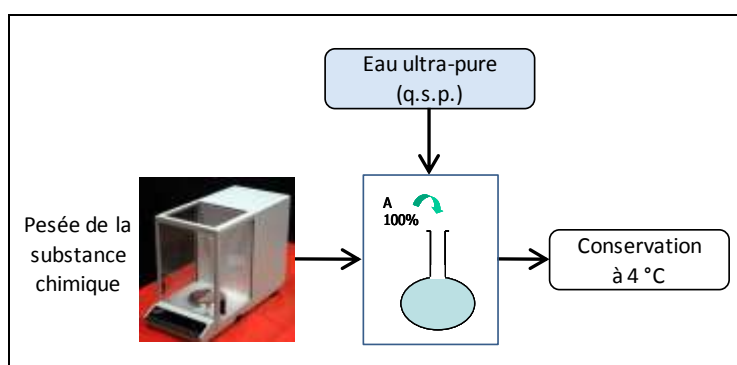 Eau ultra-pure
(q.s.p.)
Pesée de la
substance
chimique
A
100%
Conservation
à 4 °C